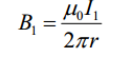 B₁ = μ₀I₁ / 2πr